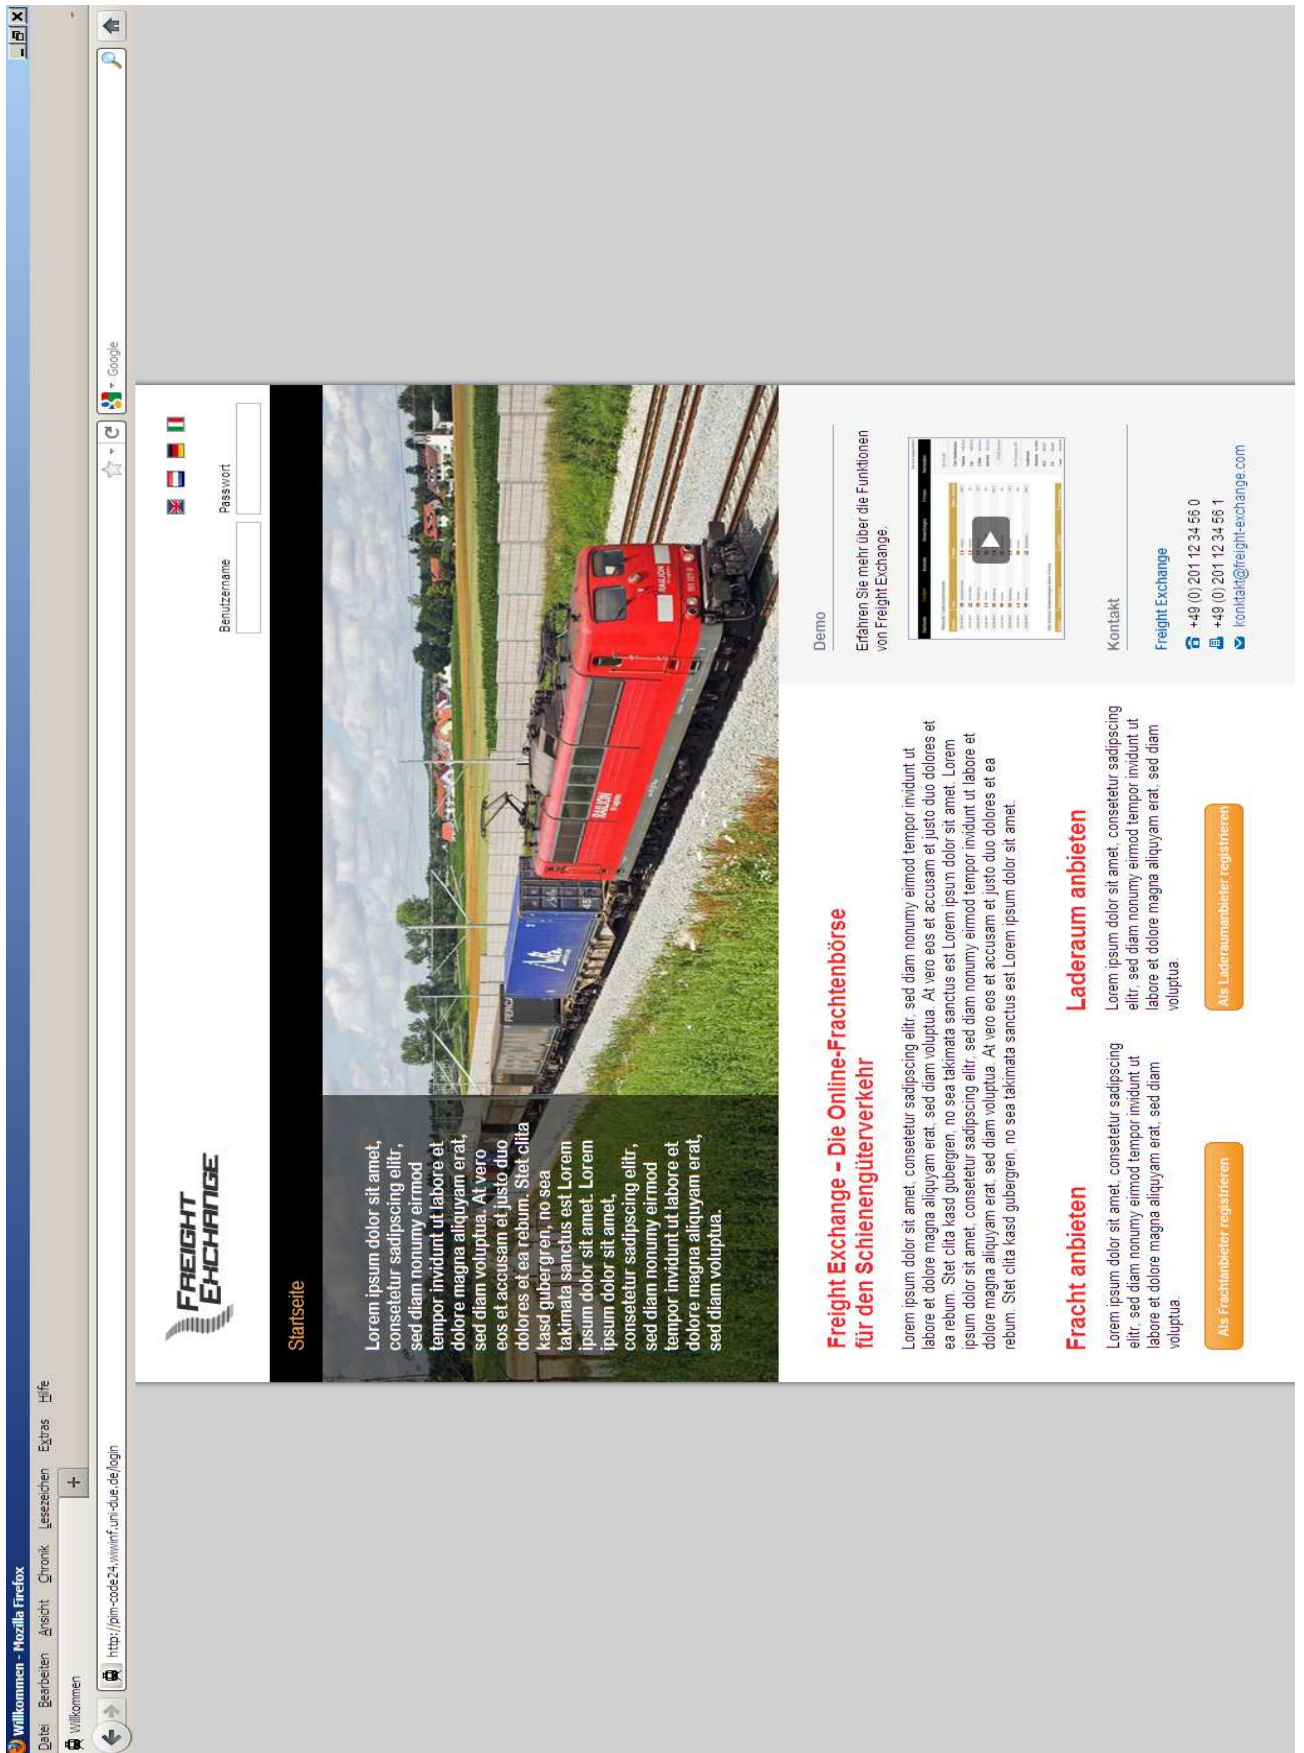 Willkommen - Mozilla Firefox
Datei Bearbeiten Ansicht Chronik Lesezeichen Extras Hilfe
Willkommen
http://pim-code24.wiwinf.uni-due.de/login
Google
FREIGHT
EXCHANGE
Benutzername
Passwort
Startseite
Lorem ipsum dolor sit amet,
consetetur sadipscing elitr,
sed diam nonumy eirmod
tempor invidunt ut labore et
dolore magna aliquyam erat,
sed diam voluptua. At vero
eos et accusam et justo duo
dolores et ea rebum. Stet clita
kasd gubergren, no sea
takimata sanctus est Lorem
ipsum dolor sit amet. Lorem
ipsum dolor sit amet,
consetetur sadipscing elitr,
sed diam nonumy eirmod
tempor invidunt ut labore et
dolore magna aliquyam erat,
sed diam voluptua.
RAILION
RAILION
Freight Exchange – Die Online-Frachtenbörse
für den Schienengüterverkehr
Lorem ipsum dolor sit amet, consetetur sadipscing elitr, sed diam nonumy eirmod tempor invidunt ut
labore et dolore magna aliquyam erat, sed diam voluptua. At vero eos et accusam et justo duo dolores et
ea rebum. Stet clita kasd gubergren, no sea takimata sanctus est Lorem ipsum dolor sit amet. Lorem
ipsum dolor sit amet, consetetur sadipscing elitr, sed diam nonumy eirmod tempor invidunt ut labore et
dolore magna aliquyam erat, sed diam voluptua. At vero eos et accusam et justo duo dolores et ea
rebum. Stet clita kasd gubergren, no sea takimata sanctus est Lorem ipsum dolor sit amet.
Fracht anbieten
Lorem ipsum dolor sit amet, consetetur sadipscing
elitr, sed diam nonumy eirmod tempor invidunt ut
labore et dolore magna aliquyam erat, sed diam
voluptua.
Als Frachtanbieter registrieren
Laderaum anbieten
Lorem ipsum dolor sit amet, consetetur sadipscing
elitr, sed diam nonumy eirmod tempor invidunt ut
labore et dolore magna aliquyam erat, sed diam
voluptua.
Als Laderaumanbieter registrieren
Demo
Erfahren Sie mehr über die Funktionen
von Freight Exchange.
Kontakt
Freight Exchange
+49 (0) 201 12 34 56 0
+49 (0) 201 12 34 56 1
konktakt@freight-exchange.com